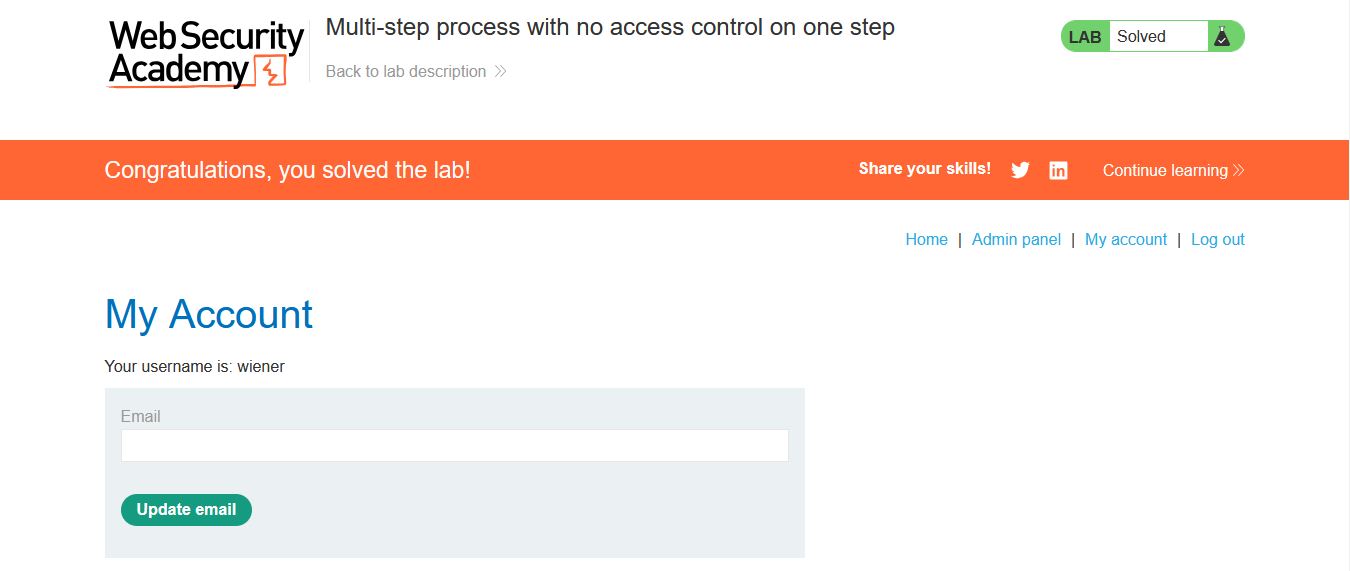 Web Security
Academy
Multi-step process with no access control on one step
Back to lab description
LAB Solved
Congratulations, you solved the lab!
Share your skills!
Continue learning
Home | Admin panel | My account | Log out
My Account
Your username is: wiener
Email
Update email